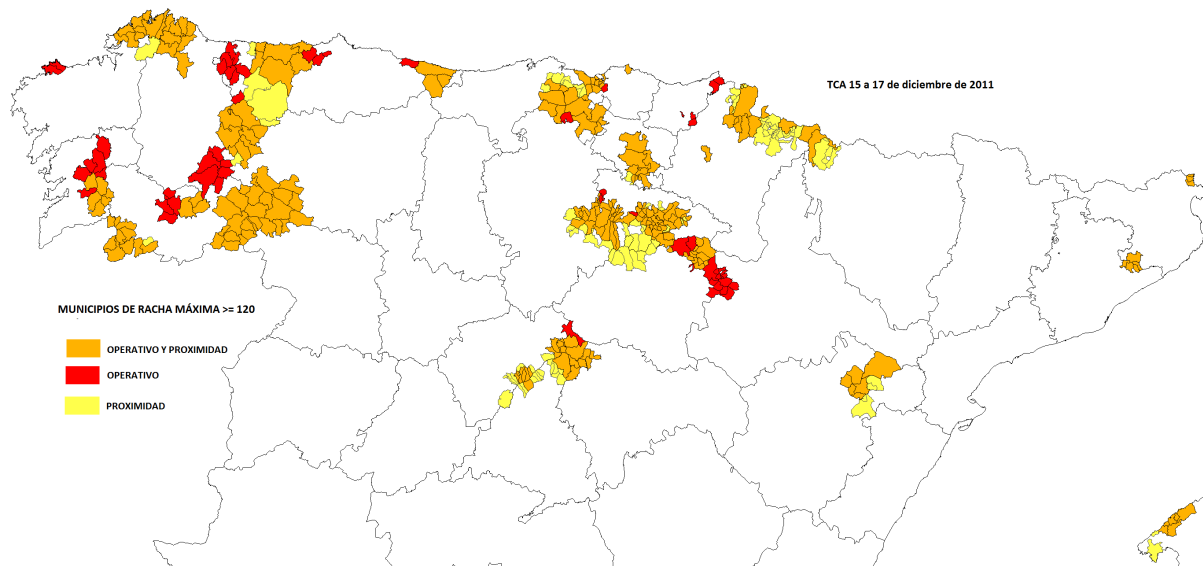 TCA 15 a 17 de diciembre de 2011
MUNICIPIOS DE RACHA MÁXIMA >= 120
OPERATIVO Y PROXIMIDAD
OPERATIVO
PROXIMIDAD